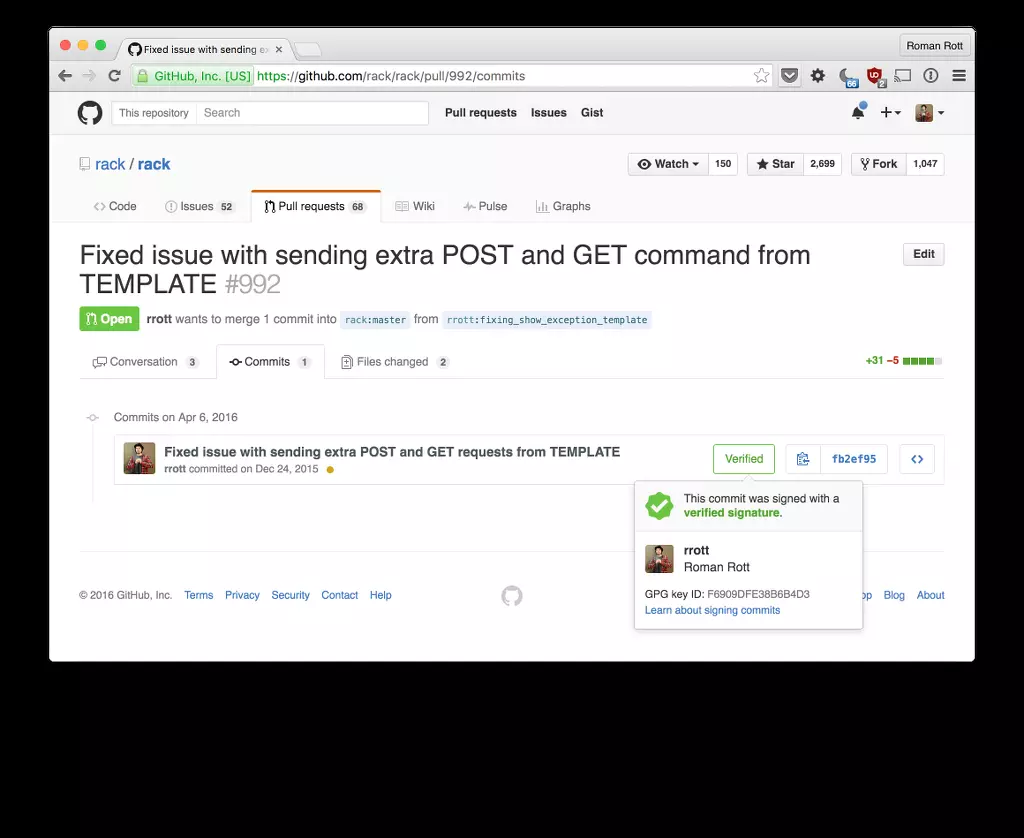 Fixed issue with sending ex
Roman Rott
GitHub, Inc. [US] https://github.com/rack/rack/pull/992/commits
66 UD 2
This repository Search Pull requests Issues Gist
rack / rack
Watch 150 Star 2,699 Fork 1,047
Code Issues 52 Pull requests 68 Wiki Pulse Graphs
Fixed issue with sending extra POST and GET command from
TEMPLATE #992
Edit
Open rrott wants to merge 1 commit into rack:master from rrott:fixing_show_exception_template
Conversation 3 Commits 1 Files changed 2 +31 −5
Commits on Apr 6, 2016
Fixed issue with sending extra POST and GET requests from TEMPLATE
rrott committed on Dec 24, 2015
Verified fb2ef95
This commit was signed with a
verified signature.
rrott
Roman Rott
GPG key ID: F6909DFE38B6B4D3
Learn about signing commits
© 2016 GitHub, Inc. Terms Privacy Security Contact Help
Blog About